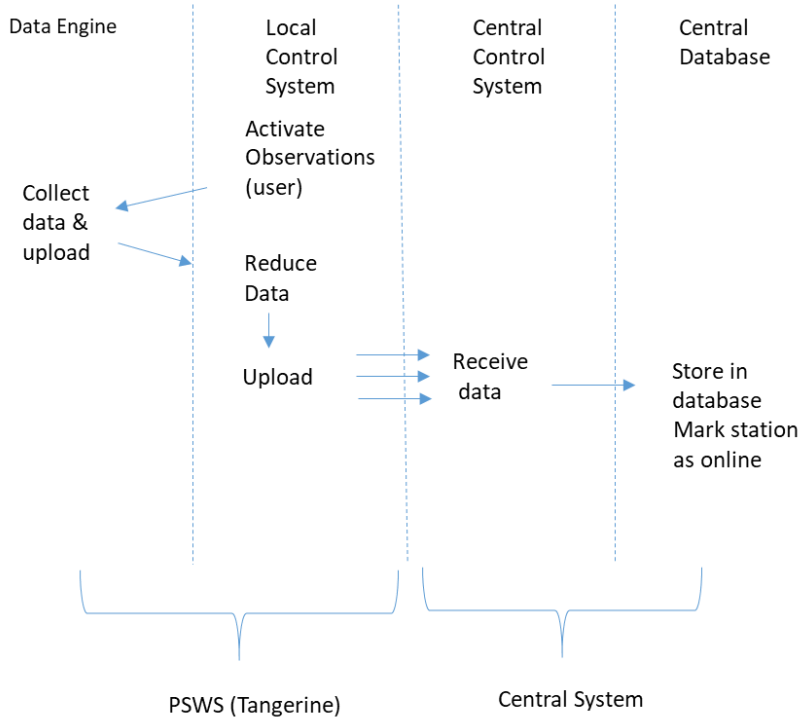 Data Engine
Local
Control
System
Central
Control
System
Central
Database
Activate
Observations
(user)
Collect
data &
upload
Reduce
Data
Upload
Receive
data
Store in
database
Mark station
as online
PSWS (Tangerine)
Central System